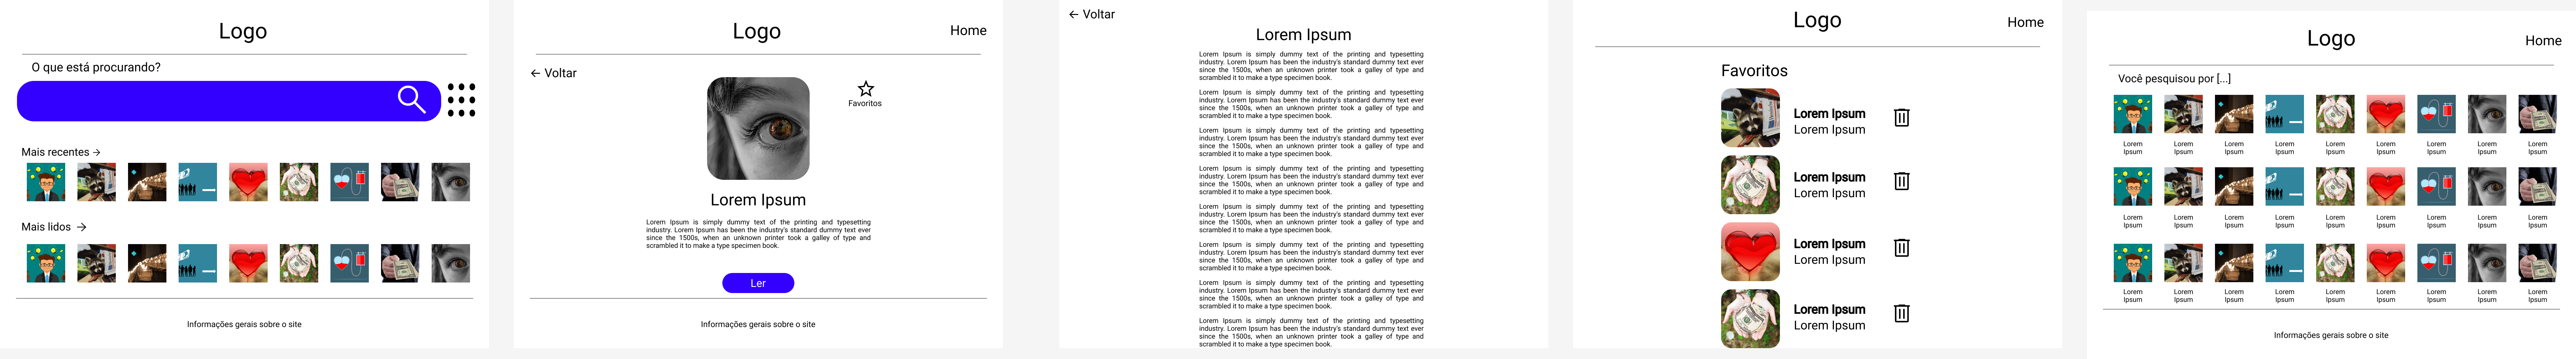 Logo
O que está procurando?
Mais recentes →
Mais lidos →
Informações gerais sobre o site
Logo
Home
← Voltar
Favoritos
Lorem Ipsum
Lorem Ipsum is simply dummy text of the printing and typesetting
industry. Lorem Ipsum has been the industry's standard dummy text ever
since the 1500s, when an unknown printer took a galley of type and
scrambled it to make a type specimen book.
Ler
Informações gerais sobre o site
← Voltar
Lorem Ipsum
Lorem Ipsum is simply dummy text of the printing and typesetting
industry. Lorem Ipsum has been the industry's standard dummy text ever
since the 1500s, when an unknown printer took a galley of type and
scrambled it to make a type specimen book.
Lorem Ipsum is simply dummy text of the printing and typesetting
industry. Lorem Ipsum has been the industry's standard dummy text ever
since the 1500s, when an unknown printer took a galley of type and
scrambled it to make a type specimen book.
Lorem Ipsum is simply dummy text of the printing and typesetting
industry. Lorem Ipsum has been the industry's standard dummy text ever
since the 1500s, when an unknown printer took a galley of type and
scrambled it to make a type specimen book.
Lorem Ipsum is simply dummy text of the printing and typesetting
industry. Lorem Ipsum has been the industry's standard dummy text ever
since the 1500s, when an unknown printer took a galley of type and
scrambled it to make a type specimen book.
Lorem Ipsum is simply dummy text of the printing and typesetting
industry. Lorem Ipsum has been the industry's standard dummy text ever
since the 1500s, when an unknown printer took a galley of type and
scrambled it to make a type specimen book.
Lorem Ipsum is simply dummy text of the printing and typesetting
industry. Lorem Ipsum has been the industry's standard dummy text ever
since the 1500s, when an unknown printer took a galley of type and
scrambled it to make a type specimen book.
Lorem Ipsum is simply dummy text of the printing and typesetting
industry. Lorem Ipsum has been the industry's standard dummy text ever
since the 1500s, when an unknown printer took a galley of type and
scrambled it to make a type specimen book.
Lorem Ipsum is simply dummy text of the printing and typesetting
industry. Lorem Ipsum has been the industry's standard dummy text ever
since the 1500s, when an unknown printer took a galley of type and
scrambled it to make a type specimen book.
Logo
Home
Favoritos
Lorem Ipsum
Lorem Ipsum
Lorem Ipsum
Lorem Ipsum
Lorem Ipsum
Lorem Ipsum
Lorem Ipsum
Lorem Ipsum
Logo
Home
Você pesquisou por [...]
Lorem Lorem Lorem Lorem Lorem Lorem Lorem Lorem Lorem
Ipsum Ipsum Ipsum Ipsum Ipsum Ipsum Ipsum Ipsum Ipsum
Lorem Lorem Lorem Lorem Lorem Lorem Lorem Lorem Lorem
Ipsum Ipsum Ipsum Ipsum Ipsum Ipsum Ipsum Ipsum Ipsum
Lorem Lorem Lorem Lorem Lorem Lorem Lorem Lorem Lorem
Ipsum Ipsum Ipsum Ipsum Ipsum Ipsum Ipsum Ipsum Ipsum
Informações gerais sobre o site